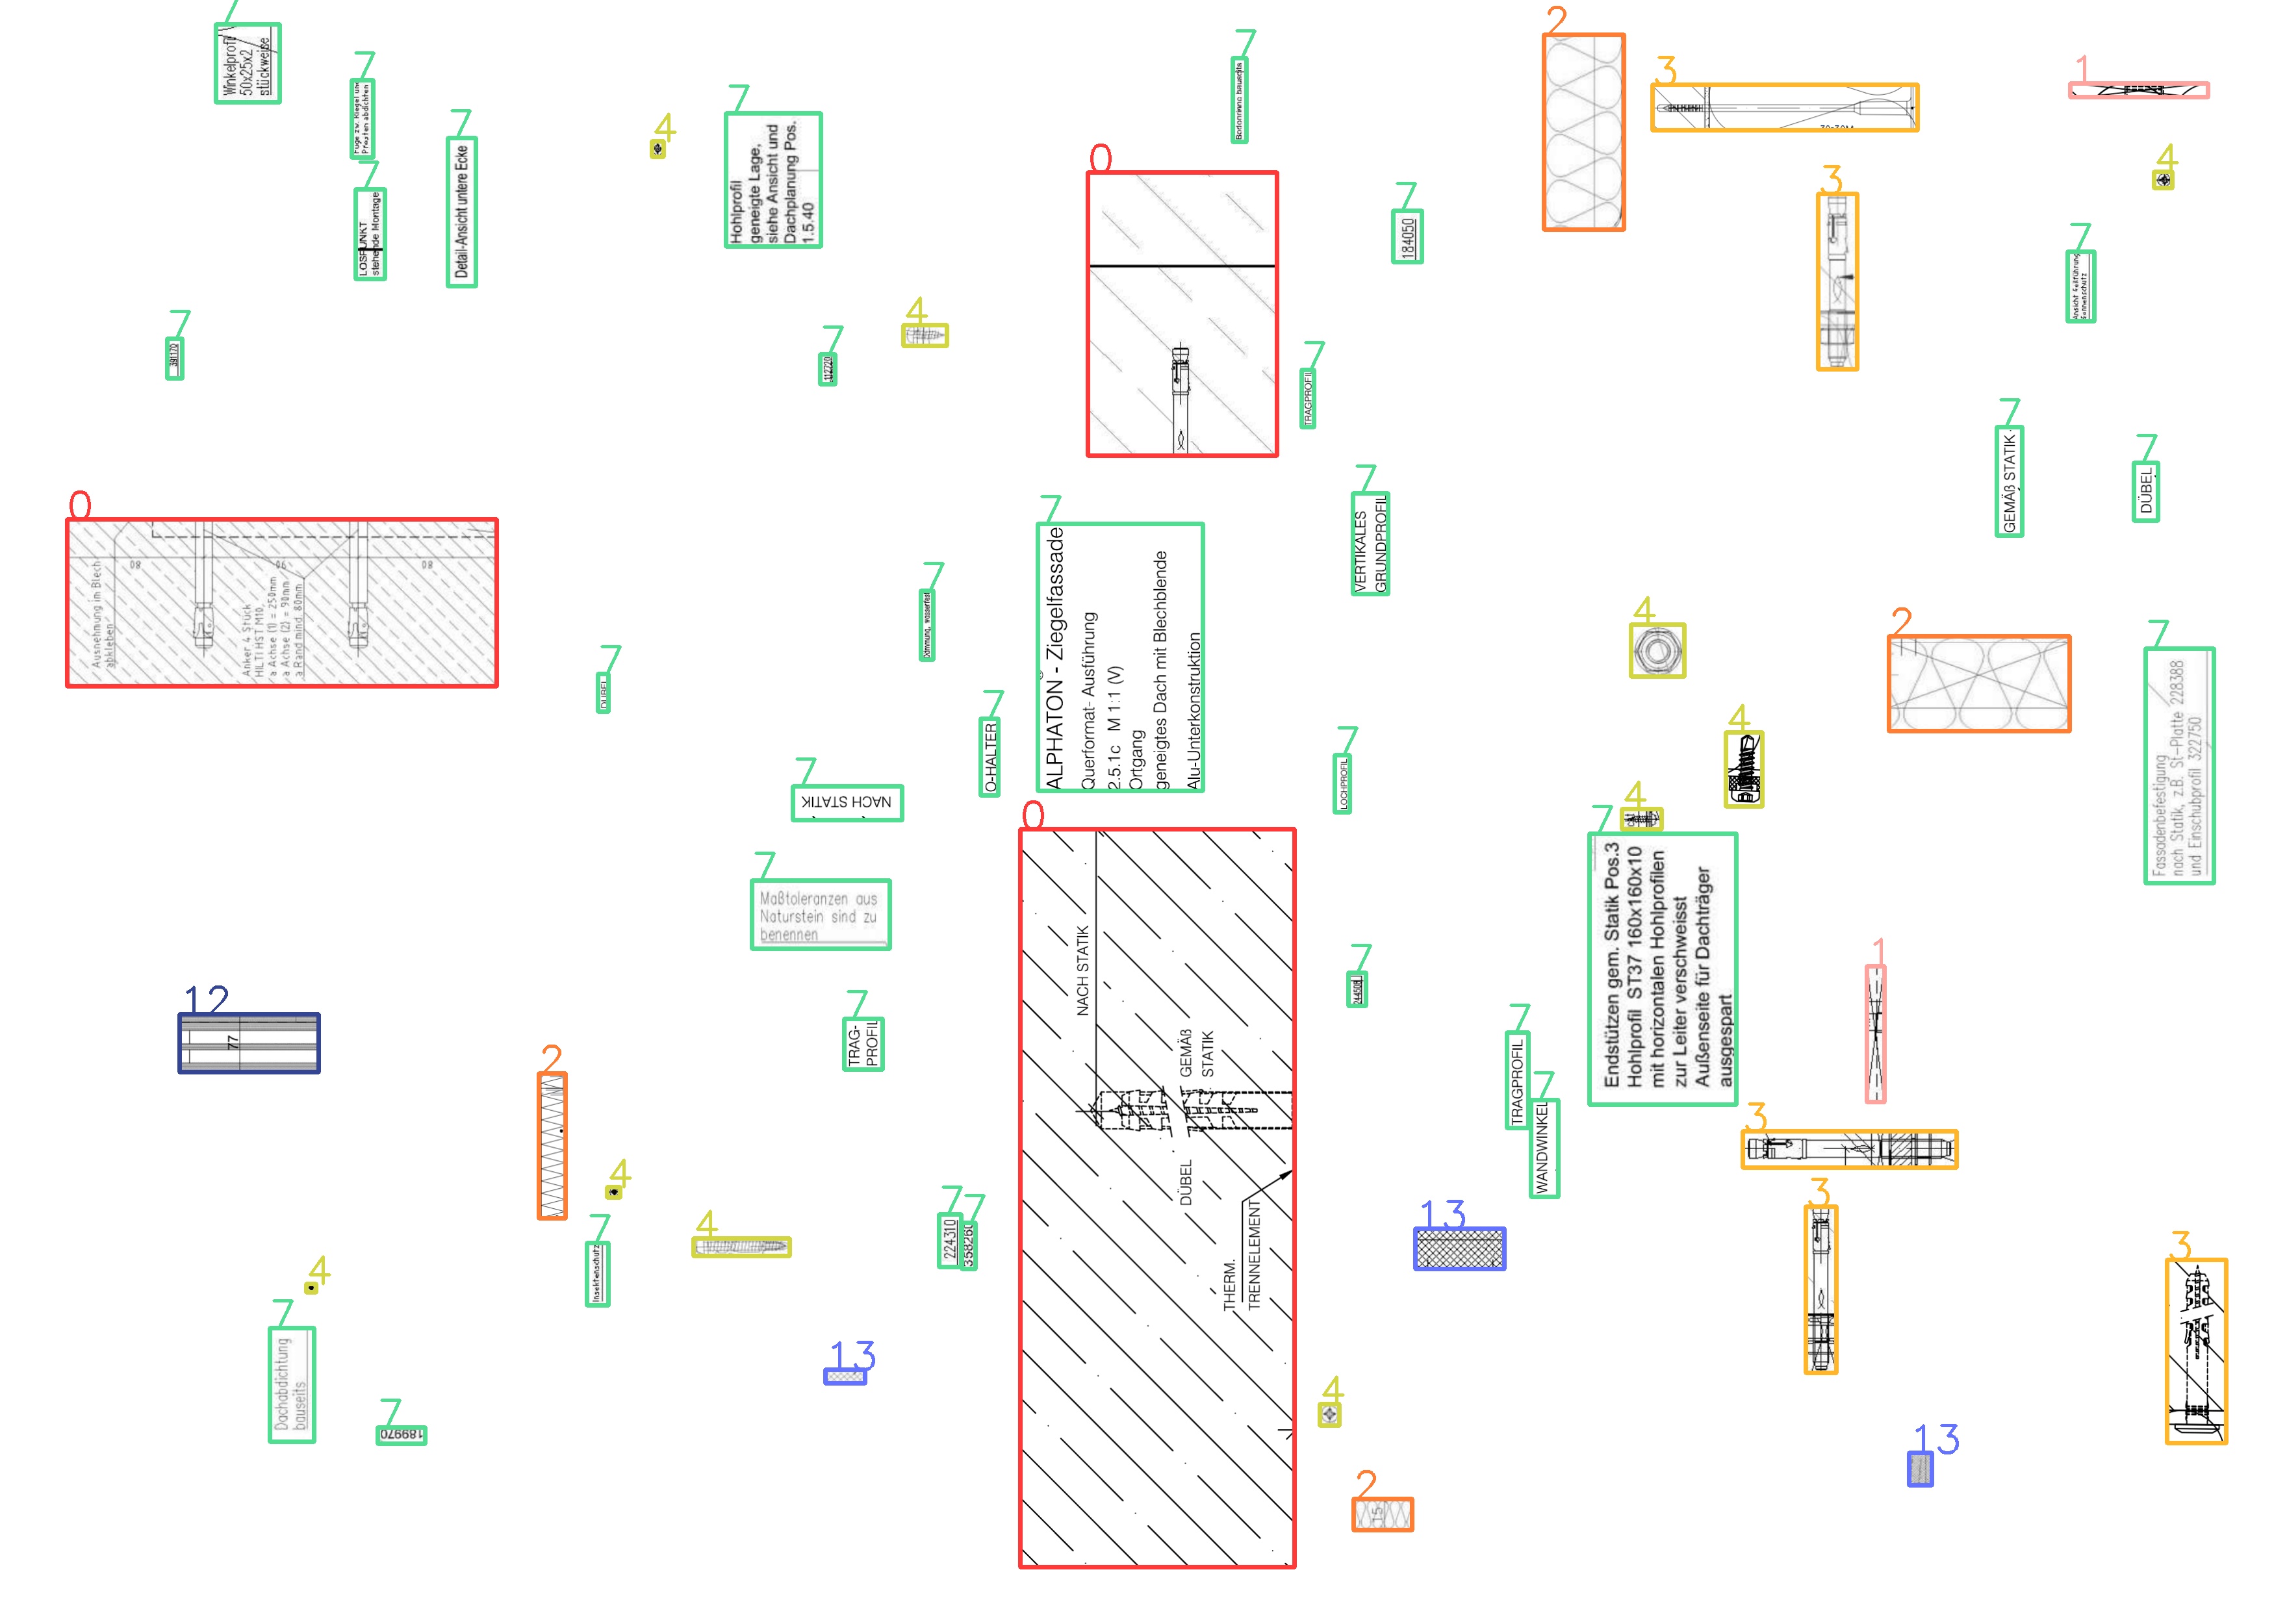 7
Winkelprofil
50x25x2
stückweise
7
Fuge zw. Riegel und
Pfosten abdichten
7
LOSPUNKT
stehende Montage
7
Detail-Ansicht untere Ecke
4
7
Hohlprofil
geneigte Lage,
siehe Ansicht und
Dachplanung Pos.
1.5.40
7
0
7
184050
2
3
1
4
3
7
Ansicht Fallführung
Sonnenschutz
7
391170
7
112720
4
7
TRAGPROFIL
7
GEMÄß STATIK
7
DÜBEL
0
Ausnehmung im Blech
abkleben
Anker 4 Stück
HILTI HST M10,
a Achse (1) = 250mm
a Achse (2) = 90mm
a Rand mind. 80mm
80
90
80
7
ALPHATON - Ziegelfassade
Querformat- Ausführung
2.5.1c M 1:1 (V)
Ortgang
geneigtes Dach mit Blechblende
Alu-Unterkonstruktion
7
VERTIKALES
GRUNDPROFIL
7
Dämmung, wasserfest
7
DÜBEL
7
O-HALTER
7
LOCHPROFIL
4
2
7
Fassadenbefestigung
nach Statik, z.B. St-Platte 228388
und Einschubprofil 322750
4
4
7
NACH STATIK
7
Maßtoleranzen aus
Naturstein sind zu
benennen
0
NACH STATIK
GEMÄß
STATIK
DÜBEL
THERM.
TRENNELEMENT
7
Endstützen gem. Statik Pos.3
Hohlprofil ST37 160x160x10
mit horizontalen Hohlprofilen
zur Leiter verschweisst
Außenseite für Dachträger
ausgespart
7
1
12
77
7
TRAG-
PROFIL
2
7
TRAGPROFIL
7
WANDWINKEL
3
4
4
7
224310
7
358260
13
3
3
7
Insektenschutz
4
7
Dachabdichtung
bauseits
7
189970
13
4
2
15
13